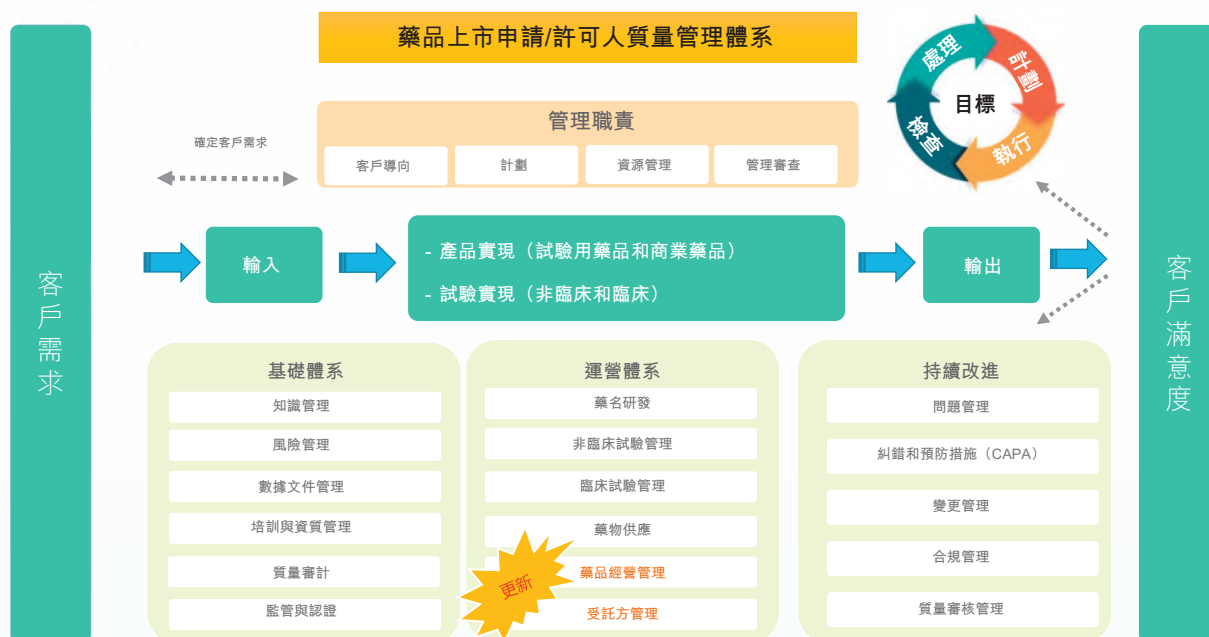 藥品上市申請/許可人質量管理體系
處理
計劃
目標
檢查
執行
管理職責
確定客戶需求
客戶導向
計劃
資源管理
管理審查
客戶需求
輸入
- 產品實現（試驗用藥品和商業藥品）
- 試驗實現（非臨床和臨床）
輸出
客戶滿意度
基礎體系
知識管理
風險管理
數據文件管理
培訓與資質管理
質量審計
監管與認證
運營體系
藥名研發
非臨床試驗管理
臨床試驗管理
藥物供應
更新
藥品經營管理
受託方管理
持續改進
問題管理
糾錯和預防措施（CAPA）
變更管理
合規管理
質量審核管理